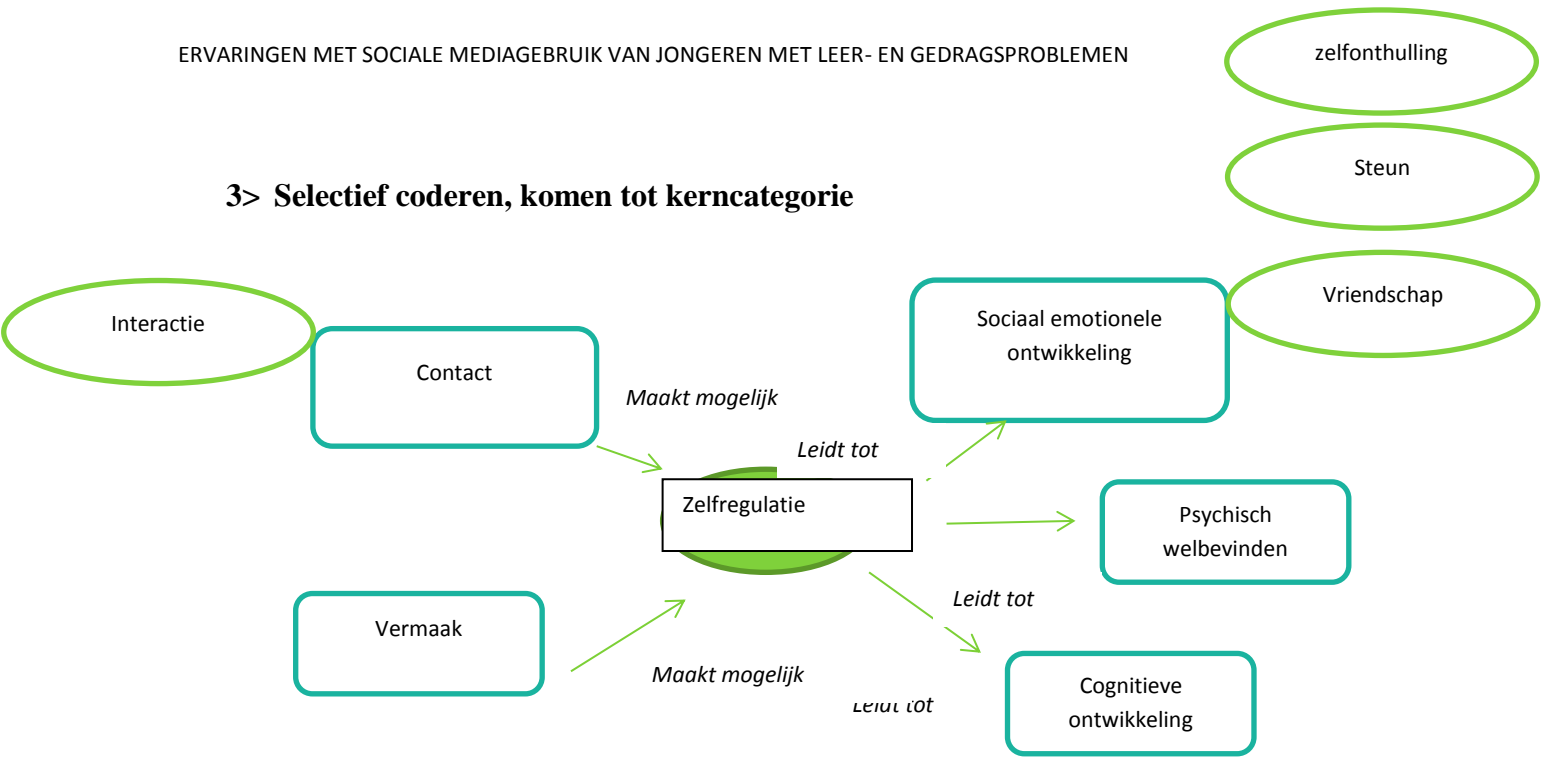 ERVARINGEN MET SOCIALE MEDIAGEBRUIK VAN JONGEREN MET LEER- EN GEDRAGSPROBLEMEN
zelfonthulling
Steun
3> Selectief coderen, komen tot kerncategorie
Vriendschap
Interactie
Sociaal emotionele
ontwikkeling
Contact
Maakt mogelijk
Leidt tot
Zelfregulatie
Psychisch
welbevinden
Leidt tot
Vermaak
Maakt mogelijk
Cognitieve
ontwikkeling
Leidt tot